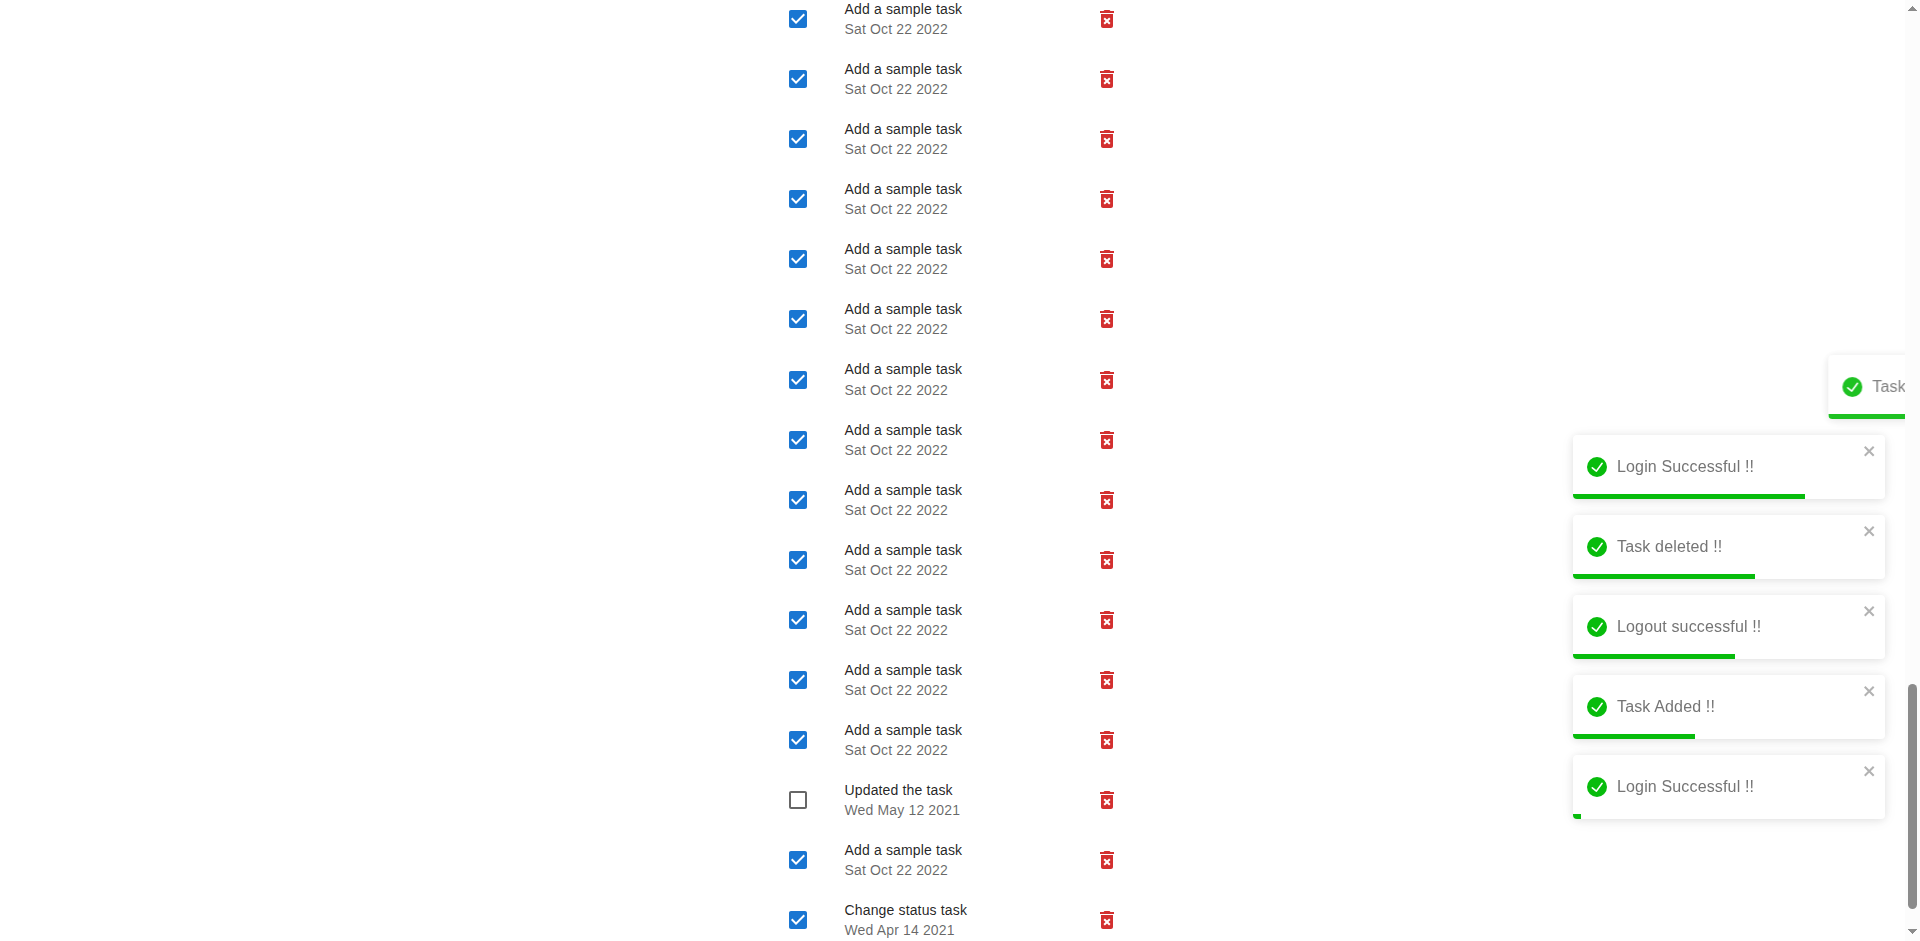 Add a sample task
Sat Oct 22 2022
Add a sample task
Sat Oct 22 2022
Add a sample task
Sat Oct 22 2022
Add a sample task
Sat Oct 22 2022
Add a sample task
Sat Oct 22 2022
Add a sample task
Sat Oct 22 2022
Add a sample task
Sat Oct 22 2022
Add a sample task
Sat Oct 22 2022
Add a sample task
Sat Oct 22 2022
Add a sample task
Sat Oct 22 2022
Add a sample task
Sat Oct 22 2022
Add a sample task
Sat Oct 22 2022
Add a sample task
Sat Oct 22 2022
Updated the task
Wed May 12 2021
Add a sample task
Sat Oct 22 2022
Change status task
Wed Apr 14 2021
Task
Login Successful !!
Task deleted !!
Logout successful !!
Task Added !!
Login Successful !!